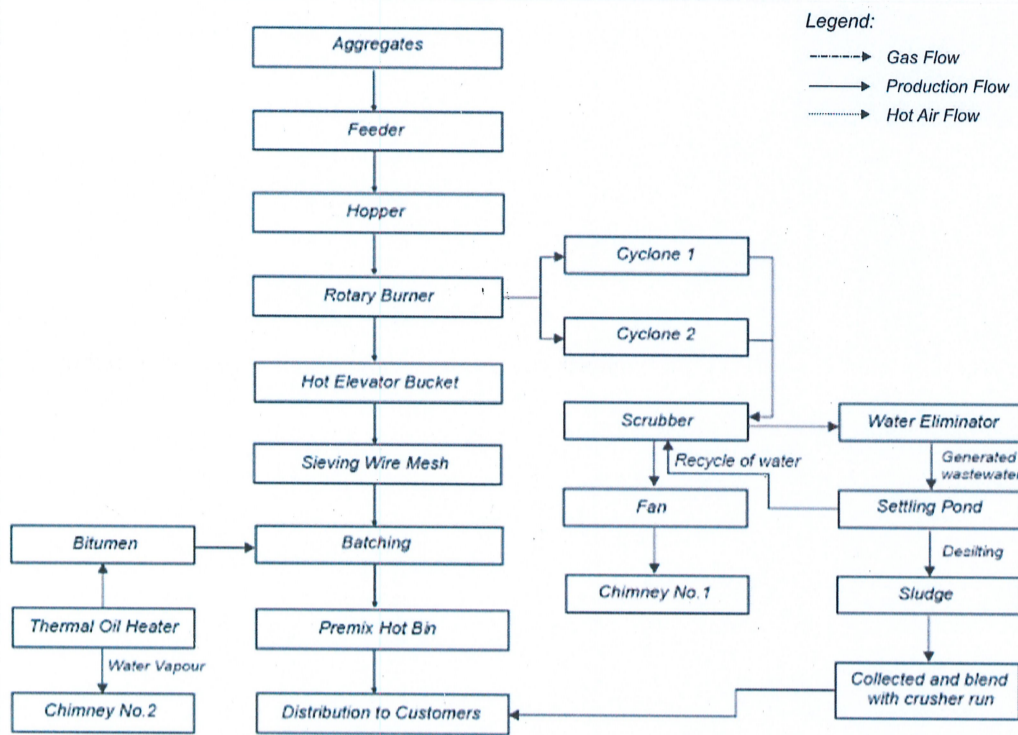 Legend:
Gas Flow
Production Flow
Hot Air Flow
Aggregates
Feeder
Hopper
Cyclone 1
Rotary Burner
Cyclone 2
Hot Elevator Bucket
Scrubber
Water Eliminator
Sieving Wire Mesh
Recycle of water
Generated
wastewater
Fan
Settling Pond
Bitumen
Batching
Desilting
Chimney No.1
Sludge
Thermal Oil Heater
Premix Hot Bin
Water Vapour
Collected and blend
with crusher run
Chimney No.2
Distribution to Customers